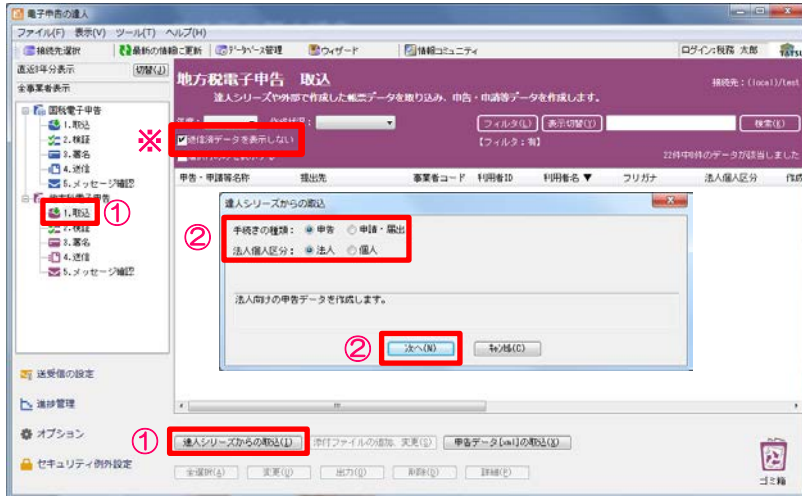 電子申告の達人
ファイル(F) 表示(V) ツール(T) ヘルプ(H)
接続先選択 最新の情報に更新 データベース管理 ウィザード 情報コミュニティ ログイン:税務 太郎
直近1年分表示 切替(J)
全事業者表示
国税電子申告
1.取込
2.検証
3.署名
4.送信
5.メッセージ確認
地方税電子申告
1.取込 ①
2.検証
3.署名
4.送信
5.メッセージ確認
送受信の設定
進捗管理
オプション
セキュリティ例外設定
地方税電子申告 取込 接続先:(local)/test
達人シリーズや外部で作成した帳票データを取り込み、申告・申請等データを作成します。
フィルタ(L) 表示切替(Y) 検索(K)
※ 送信済データを表示しない 【フィルタ:有】
22件中0件のデータが該当しました
申告・申請等名称 提出先 事業者コード 利用者ID 利用者名 ▼ フリガナ 法人個人区分 作成
達人シリーズからの取込
② 手続きの種類: 申告 申請・届出
法人個人区分: 法人 個人
法人向けの申告データを作成します。
② 次へ(N) キャンセル(C)
① 達人シリーズからの取込(I) 添付ファイルの追加、変更(S) 申告データ[xml]の取込(X)
全選択(A) 変更(U) 出力(O) 削除(D) 詳細(P)
ゴミ箱